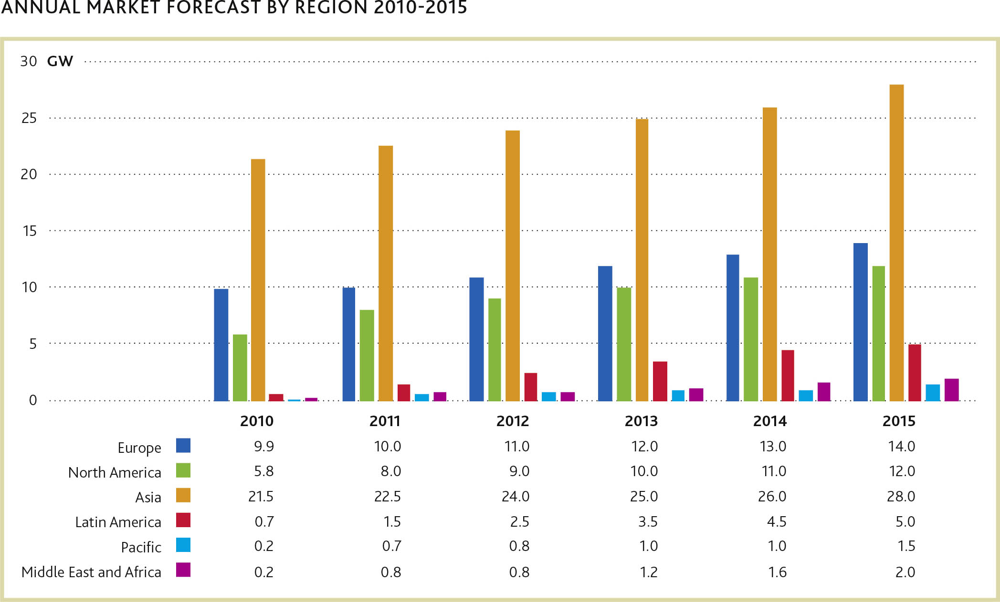 ANNUAL MARKET FORECAST BY REGION 2010-2015
30 GW
25
20
15
10
5
0
2010 2011 2012 2013 2014 2015
Europe 9.9 10.0 11.0 12.0 13.0 14.0
North America 5.8 8.0 9.0 10.0 11.0 12.0
Asia 21.5 22.5 24.0 25.0 26.0 28.0
Latin America 0.7 1.5 2.5 3.5 4.5 5.0
Pacific 0.2 0.7 0.8 1.0 1.0 1.5
Middle East and Africa 0.2 0.8 0.8 1.2 1.6 2.0